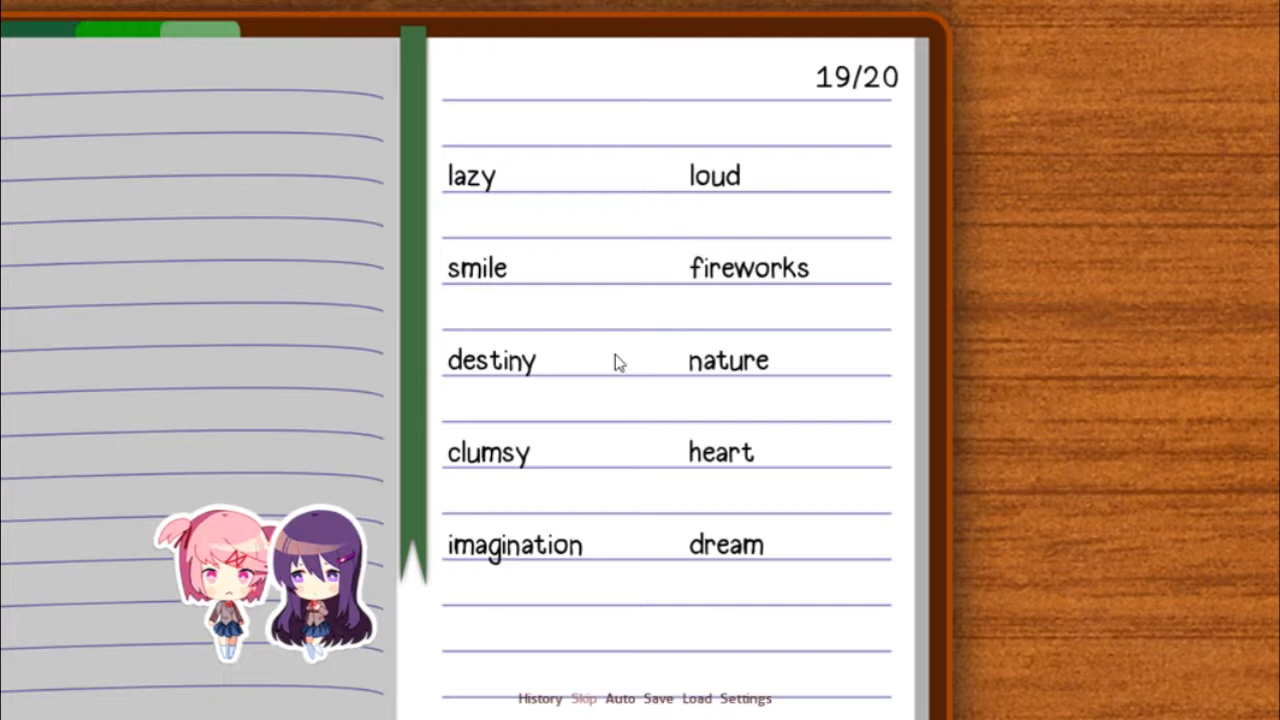 19/20
lazy loud
smile fireworks
destiny nature
clumsy heart
imagination dream
History Skip Auto Save Load Settings